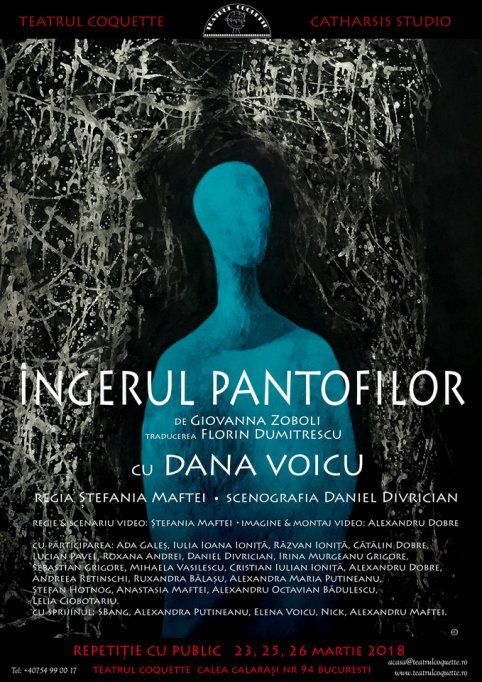 TEATRUL COQUETTE
TEATRUL COQUETTE
CATHARSIS STUDIO
ÎNGERUL PANTOFILOR
DE GIOVANNA ZOBOLI
TRADUCEREA FLORIN DUMITRESCU
CU DANA VOICU
REGIA STEFANIA MAFTEI • SCENOGRAFIA DANIEL DIVRICIAN
REGIE & SCENARIU VIDEO: STEFANIA MAFTEI • IMAGINE & MONTAJ VIDEO: ALEXANDRU DOBRE
CU PARTICIPAREA: ADA GALEȘ, IULIA IOANA IONIȚĂ, RĂZVAN IONIȚĂ, CĂTĂLIN DOBRE,
LUCIAN PAVEL, ROXANA ANDREI, DANIEL DIVRICIAN, IRINA MURGEANU GRIGORE,
SEBASTIAN GRIGORE, MIHAELA VASILESCU, CRISTIAN IULIAN IONIȚĂ, ALEXANDRU DOBRE,
ANDREEA RETINSCHI, RUXANDRA BĂLAȘU, ALEXANDRA MARIA PUTINEANU,
ȘTEFAN HOTNOG, ANASTASIA MAFTEI, ALEXANDRU OCTAVIAN BĂDULESCU,
LELIA CIOBOTARIU.
CU SPRIJINUL: SBANG, ALEXANDRA PUTINEANU, ELENA VOICU, NICK, ALEXANDRU MAFTEI.
REPETIȚIE CU PUBLIC 23, 25, 26 MARTIE 2018
Tel: +40754 99 00 17
TEATRUL COQUETTE CALEA CALARAȘI NR 94 BUCURESTI
acasa@teatrulcoquette.ro
www.teatrulcoquette.ro